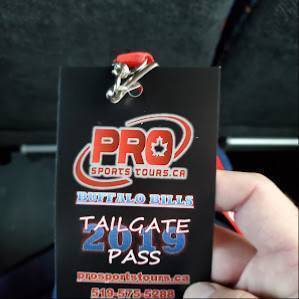 PRO
SPORTS TOURS.CA
BUFFALO BILLS
TAILGATE
2019
PASS
prosportstours.ca
519-575-5288